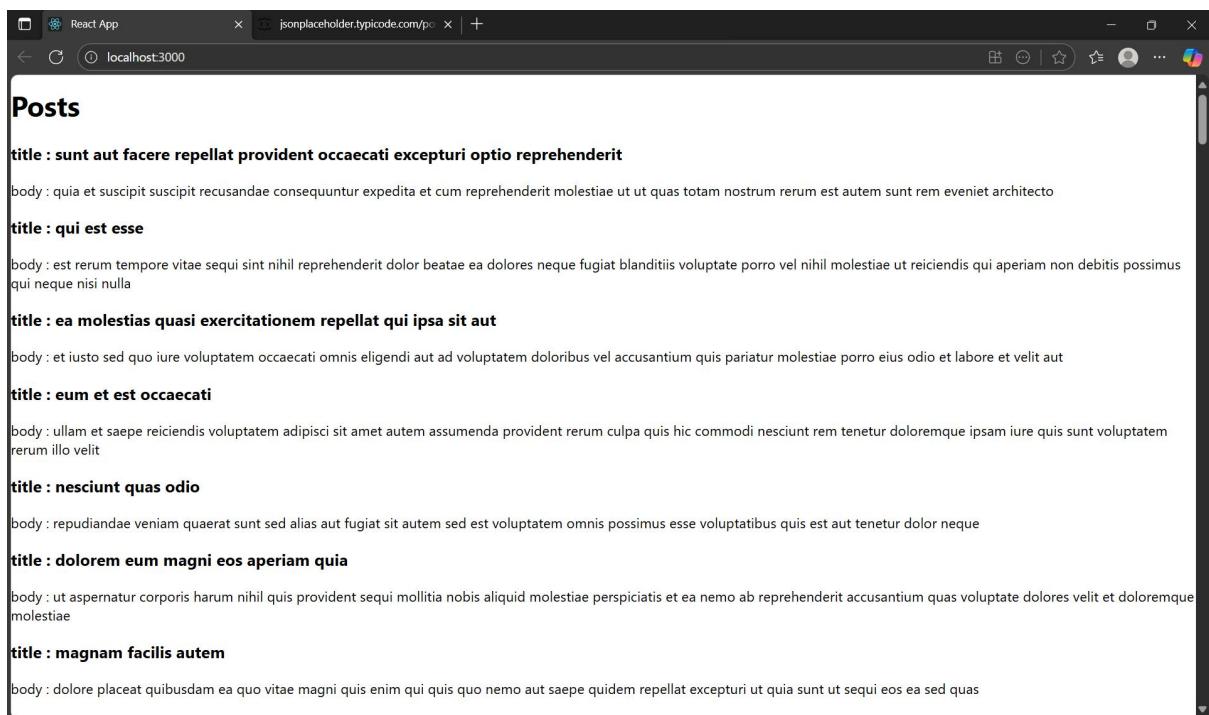 React App
jsonplaceholder.typicode.com/po
localhost:3000
Posts
title : sunt aut facere repellat provident occaecati excepturi optio reprehenderit
body : quia et suscipit suscipit recusandae consequuntur expedita et cum reprehenderit molestiae ut ut quas totam nostrum rerum est autem sunt rem eveniet architecto
title : qui est esse
body : est rerum tempore vitae sequi sint nihil reprehenderit dolor beatae ea dolores neque fugiat blanditiis voluptate porro vel nihil molestiae ut reiciendis qui aperiam non debitis possimus
qui neque nisi nulla
title : ea molestias quasi exercitationem repellat qui ipsa sit aut
body : et iusto sed quo iure voluptatem occaecati omnis eligendi aut ad voluptatem doloribus vel accusantium quis pariatur molestiae porro eius odio et labore et velit aut
title : eum et est occaecati
body : ullam et saepe reiciendis voluptatem adipisci sit amet autem assumenda provident rerum culpa quis hic commodi nesciunt rem tenetur doloremque ipsam iure quis sunt voluptatem
rerum illo velit
title : nesciunt quas odio
body : repudiandae veniam quaerat sunt sed alias aut fugiat sit autem sed est voluptatem omnis possimus esse voluptatibus quis est aut tenetur dolor neque
title : dolorem eum magni eos aperiam quia
body : ut aspernatur corporis harum nihil quis provident sequi mollitia nobis aliquid molestiae perspiciatis et ea nemo ab reprehenderit accusantium quas voluptate dolores velit et doloremque
molestiae
title : magnam facilis autem
body : dolore placeat quibusdam ea quo vitae magni quis enim qui quis quo nemo aut saepe quidem repellat excepturi ut quia sunt ut sequi eos ea sed quas